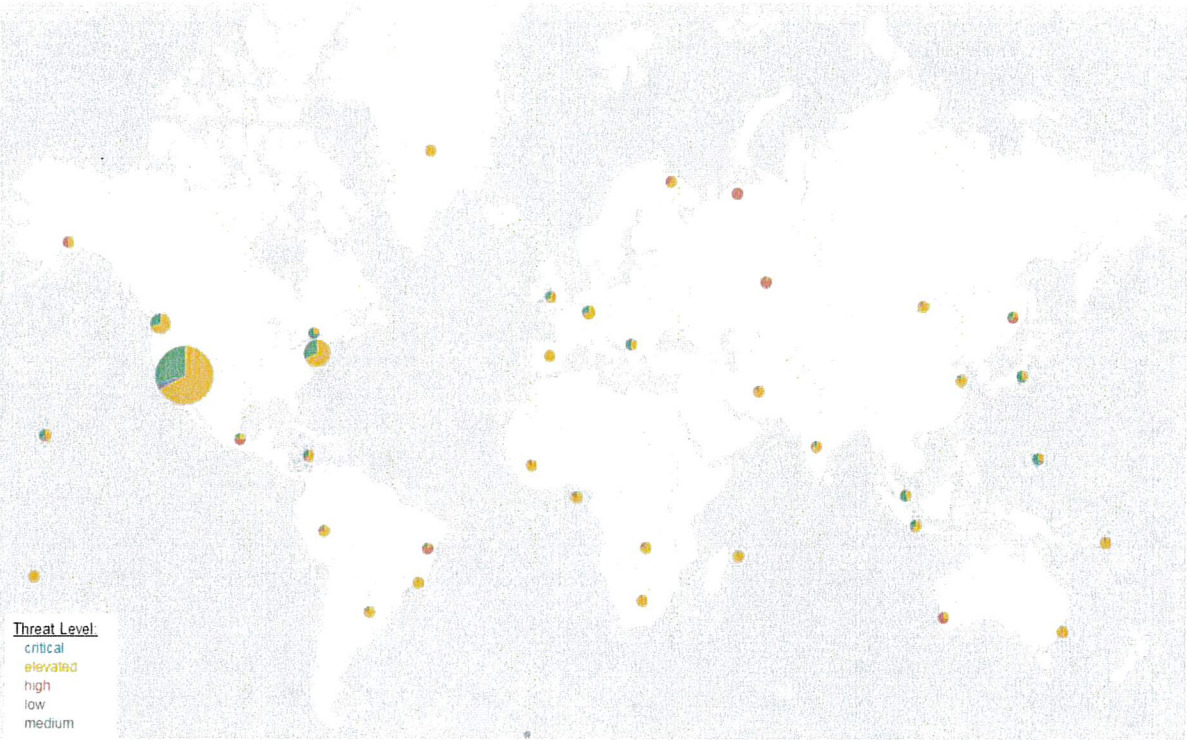 Threat Level:
critical
elevated
high
low
medium